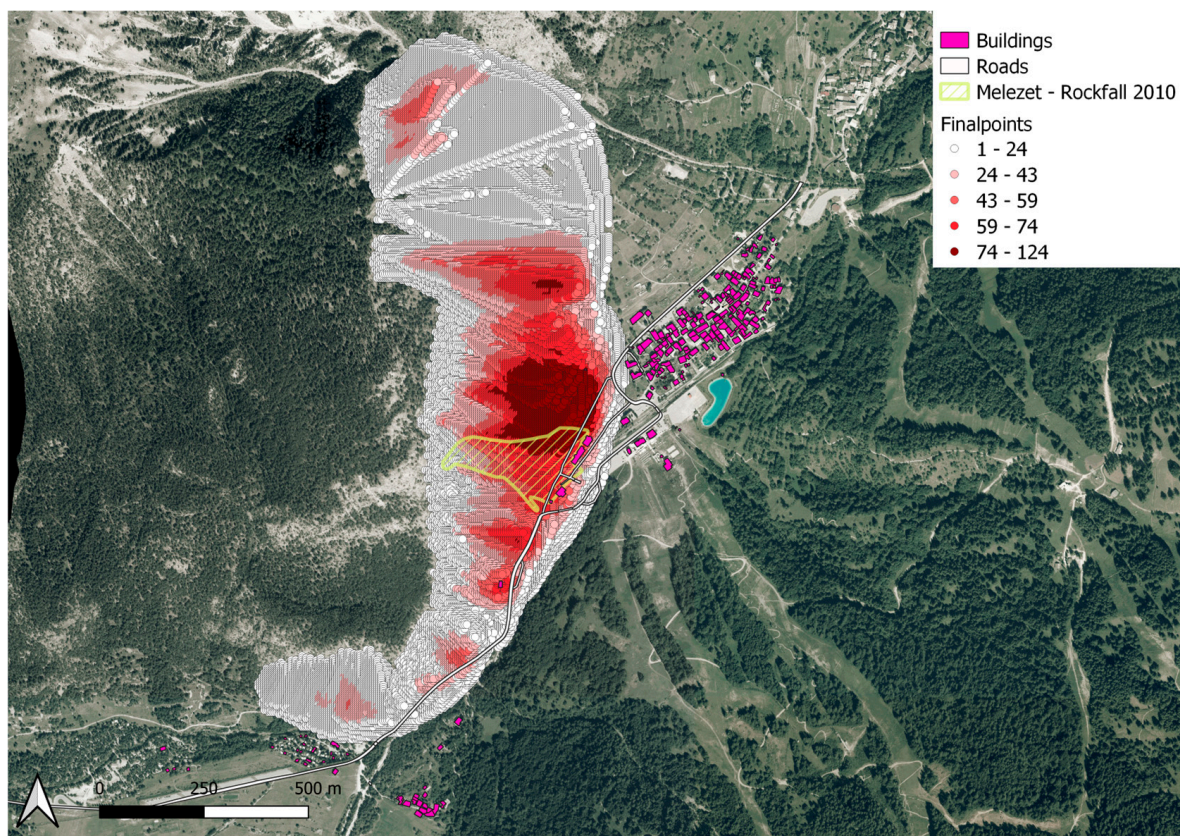 Buildings
Roads
Melezet - Rockfall 2010
Finalpoints
1 - 24
24 - 43
43 - 59
59 - 74
74 - 124
0 250 500 m